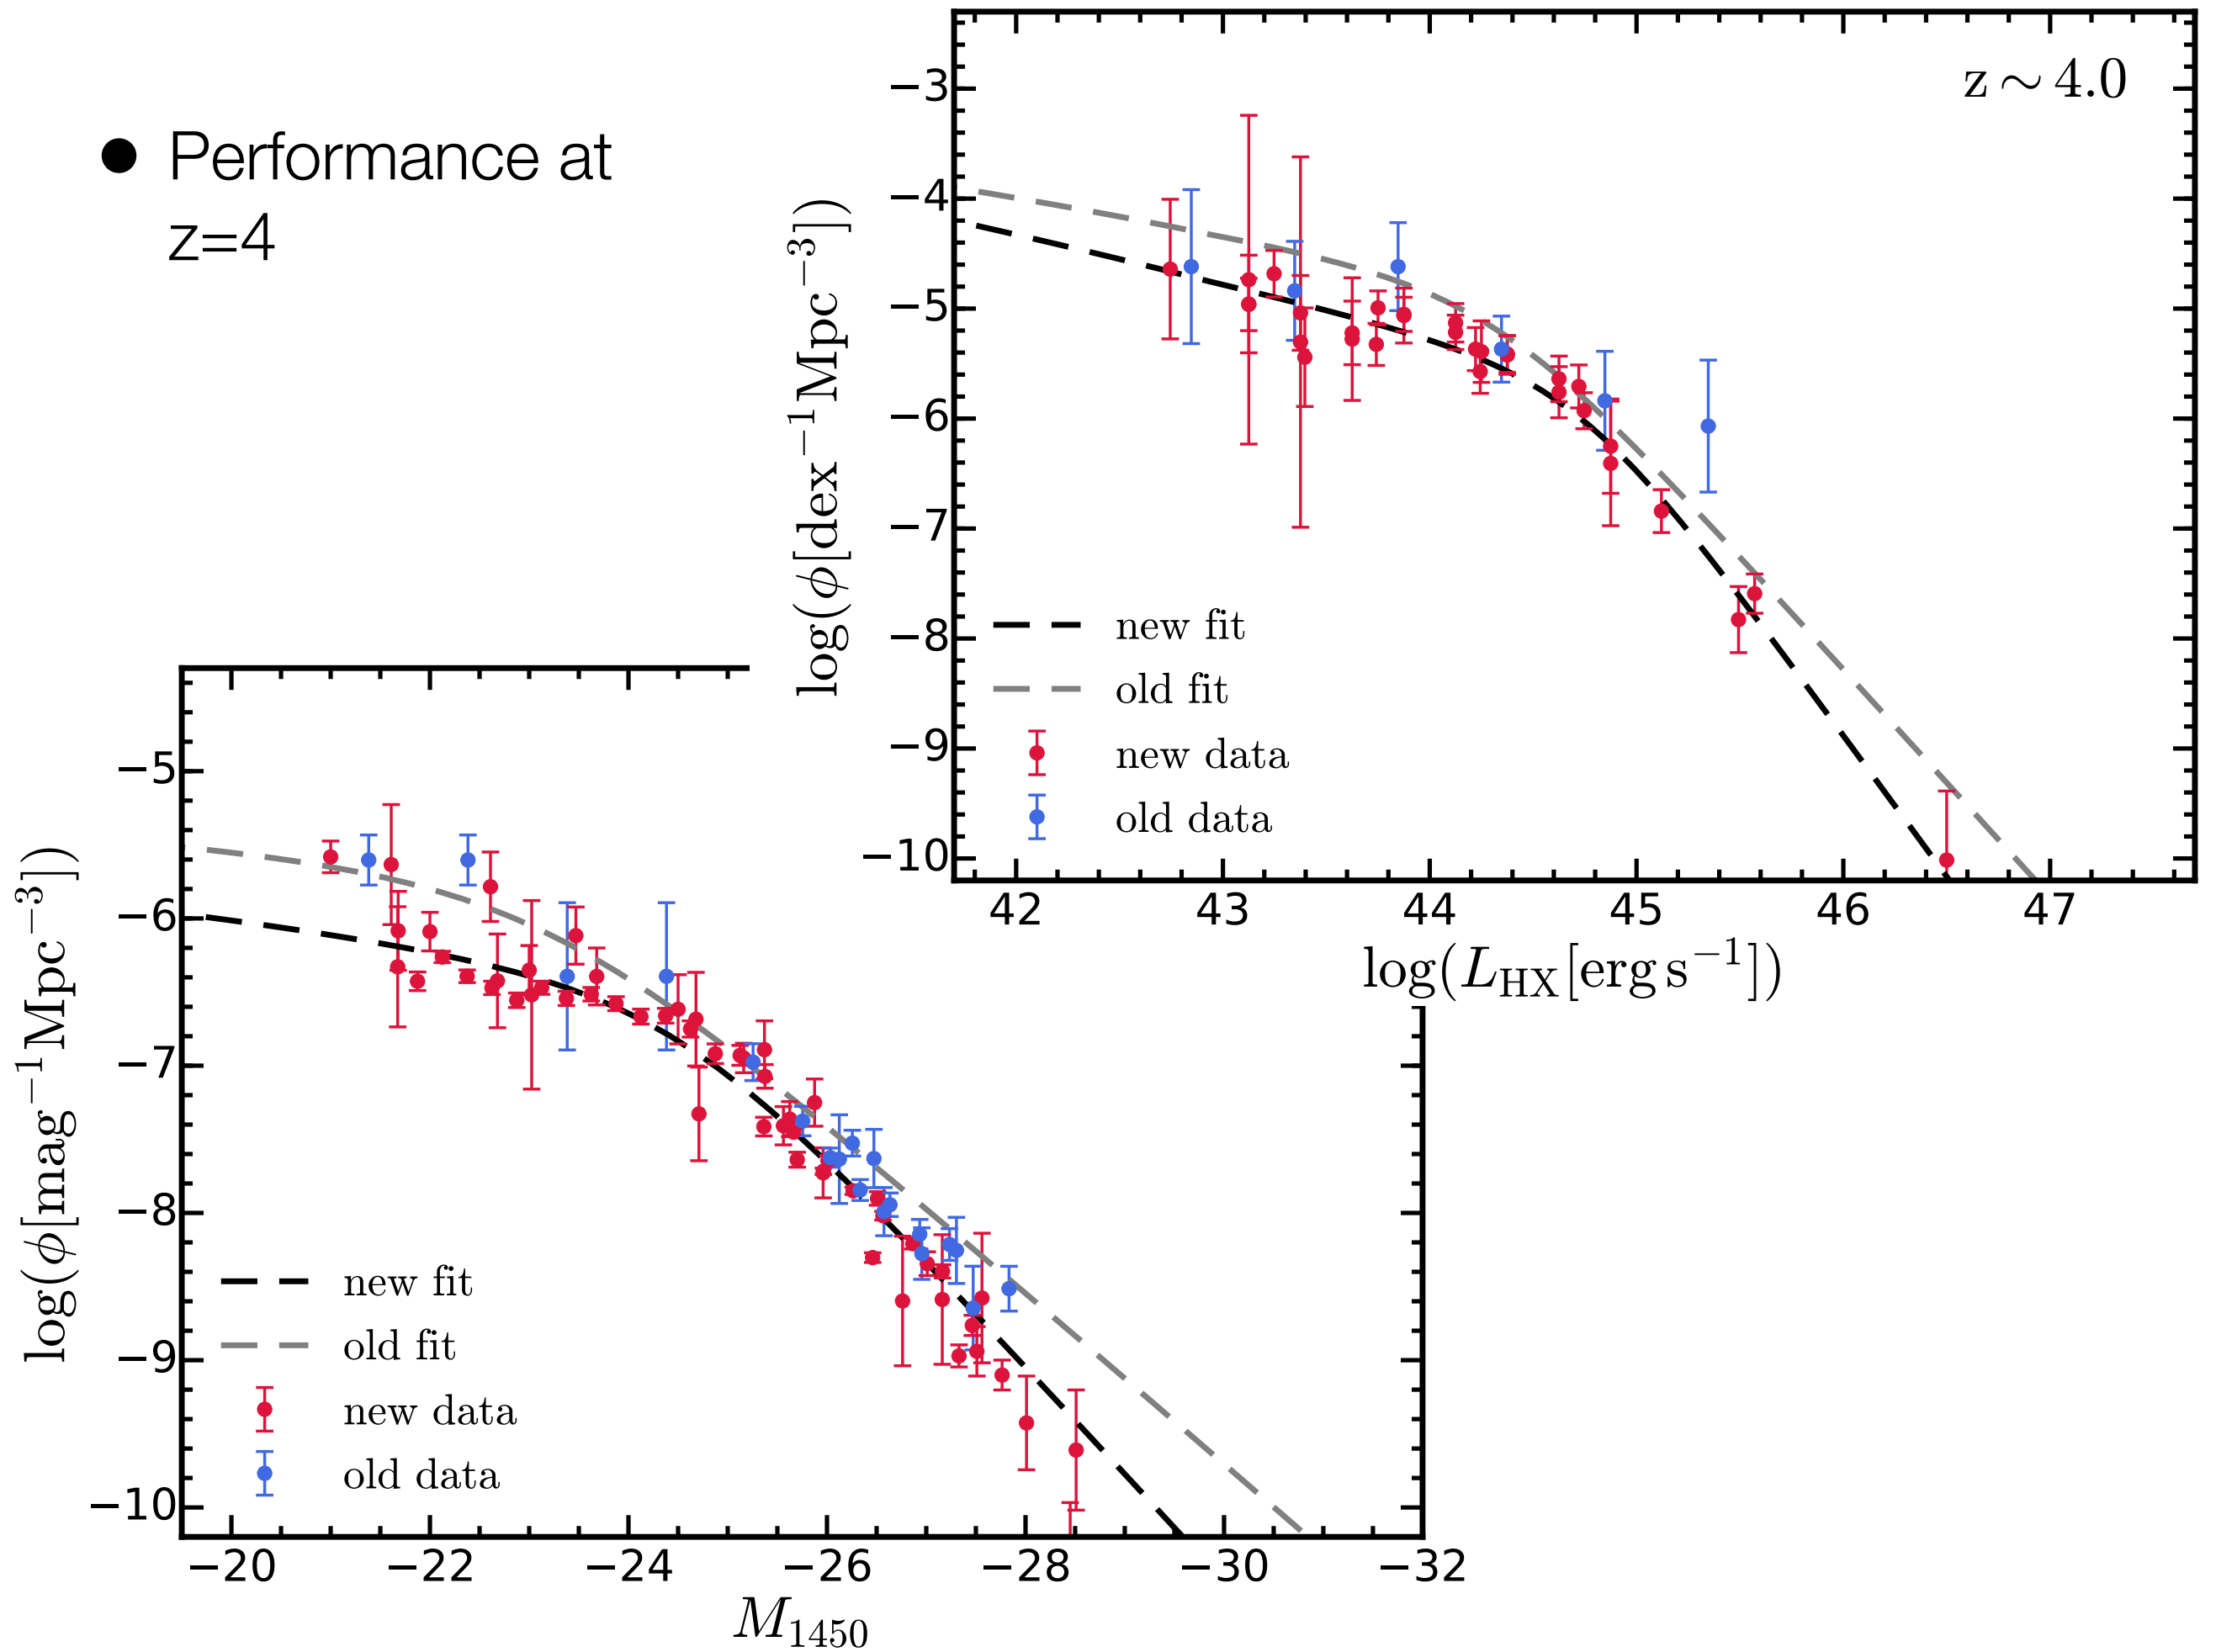 ● Performance at
z=4
z ∼ 4.0
log(ϕ[dex⁻¹Mpc⁻³])
−3
−4
−5
−6
−7
−8
−9
−10
new fit
old fit
new data
old data
42 43 44 45 46 47
log(L_HX[erg s⁻¹])
log(ϕ[mag⁻¹Mpc⁻³])
−5
−6
−7
−8
−9
−10
new fit
old fit
new data
old data
−20 −22 −24 −26 −28 −30 −32
M₁₄₅₀